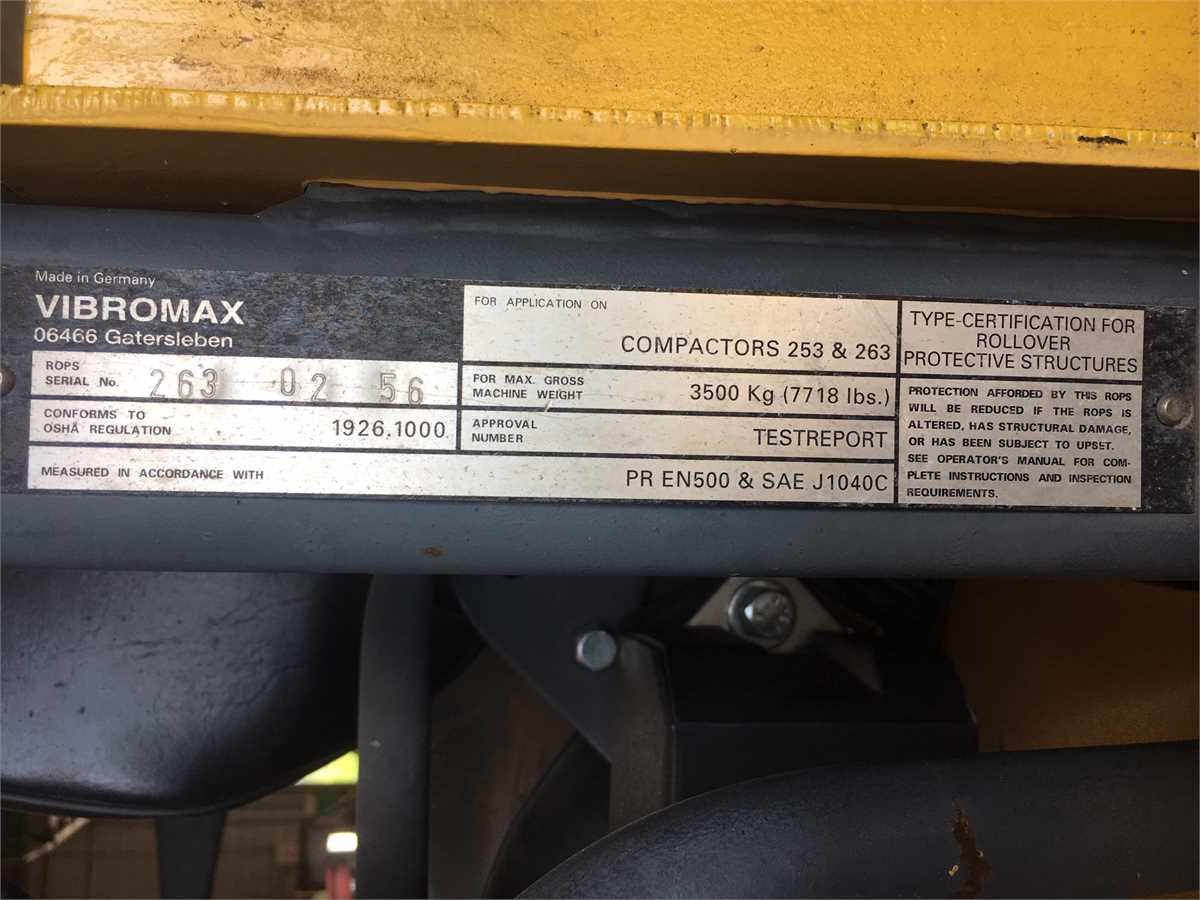 Made in Germany
VIBROMAX
06466 Gatersleben
ROPS
SERIAL No. 263 02 56
CONFORMS TO
OSHA REGULATION 1926.1000
MEASURED IN ACCORDANCE WITH PR EN500 & SAE J1040C
FOR APPLICATION ON
COMPACTORS 253 & 263
FOR MAX. GROSS
MACHINE WEIGHT 3500 Kg (7718 lbs.)
APPROVAL
NUMBER TESTREPORT
TYPE-CERTIFICATION FOR
ROLLOVER
PROTECTIVE STRUCTURES
PROTECTION AFFORDED BY THIS ROPS
WILL BE REDUCED IF THE ROPS IS
ALTERED, HAS STRUCTURAL DAMAGE,
OR HAS BEEN SUBJECT TO UPSET.
SEE OPERATOR'S MANUAL FOR COM-
PLETE INSTRUCTIONS AND INSPECTION
REQUIREMENTS.